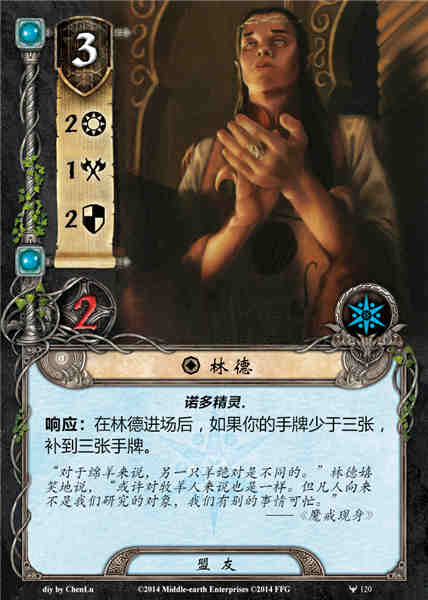 3
2
1
2
2
林德
诺多精灵.
响应：在林德进场后，如果你的手牌少于三张，
补到三张手牌。
“对于绵羊来说，另一只羊绝对是不同的。”林德嬉
笑地说，“或许对牧羊人来说也是一样。但凡人向来
不是我们研究的对象，我们有别的事情可忙。”
——《魔戒现身》
盟友
diy by ChenLu ©2014 Middle-earth Enterprises ©2014 FFG 120